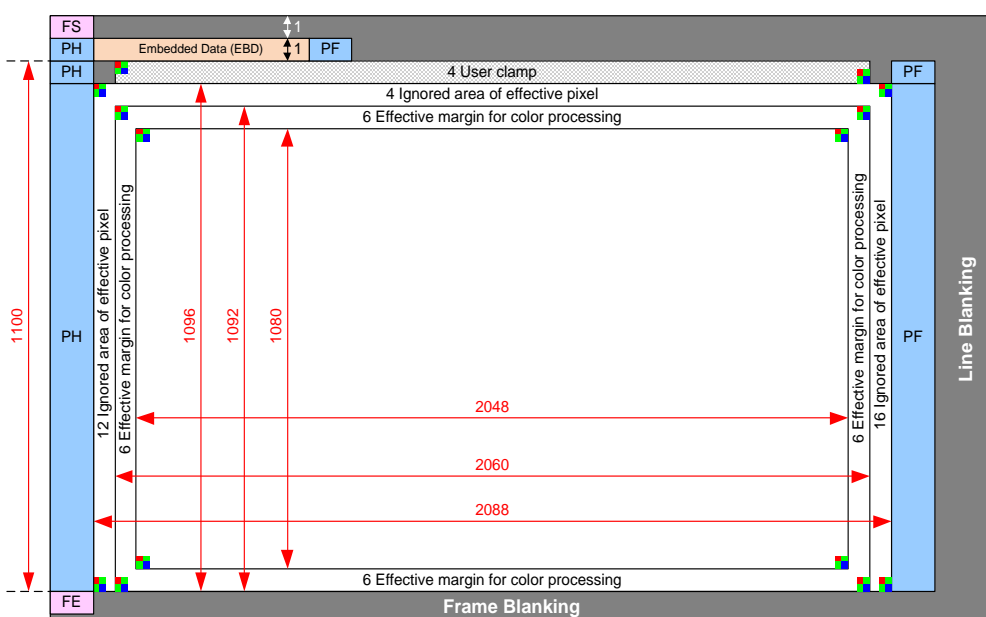 FS
1
PH
Embedded Data (EBD)
1
PF
PH
4 User clamp
PF
4 Ignored area of effective pixel
6 Effective margin for color processing
1100
PH
12 Ignored area of effective pixel
6 Effective margin for color processing
1096
1092
1080
6 Effective margin for color processing
16 Ignored area of effective pixel
PF
Line Blanking
2048
2060
2088
6 Effective margin for color processing
FE
Frame Blanking